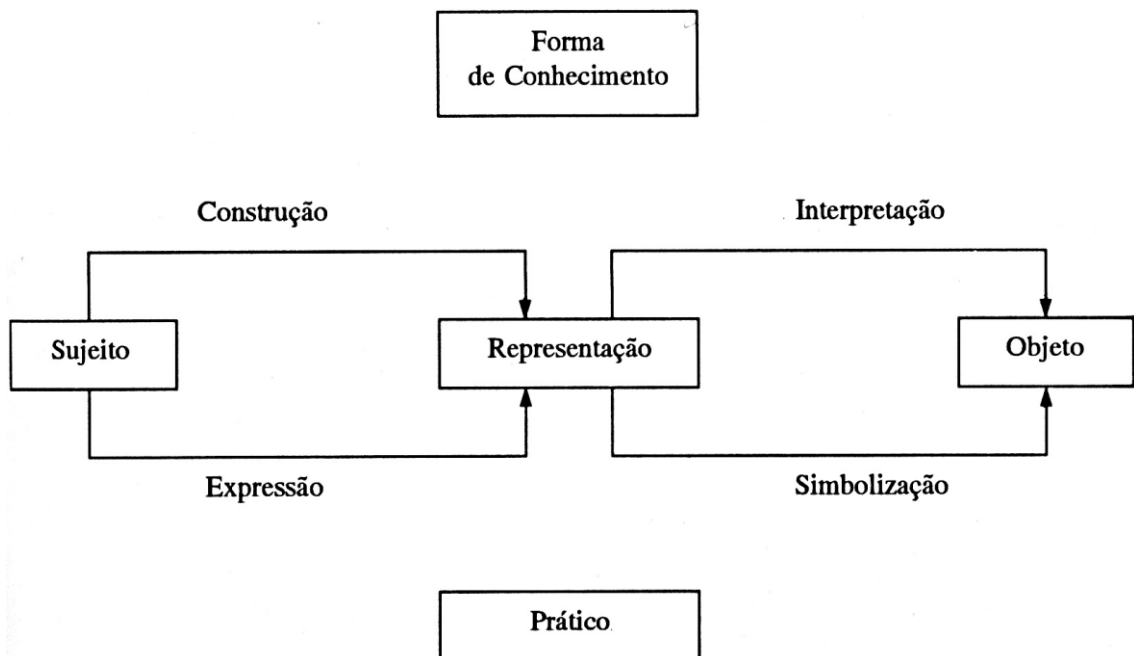 Forma
de Conhecimento
Construção
Interpretação
Sujeito
Representação
Objeto
Expressão
Simbolização
Prático